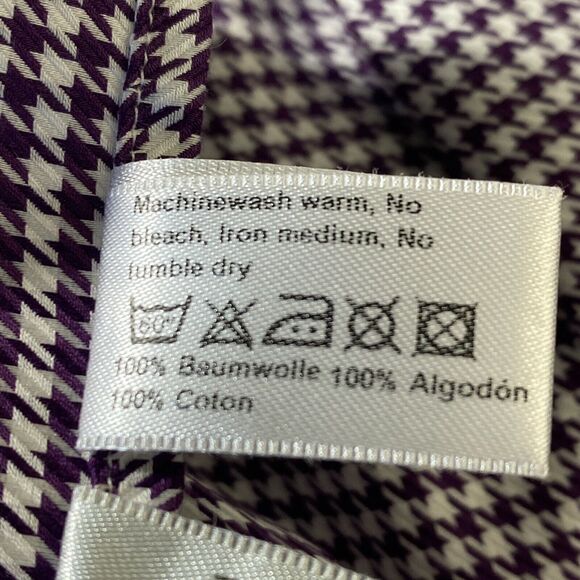 Machinewash warm, No
bleach, Iron medium, No
tumble dry
60°
100% Baumwolle 100% Algodón
100% Coton